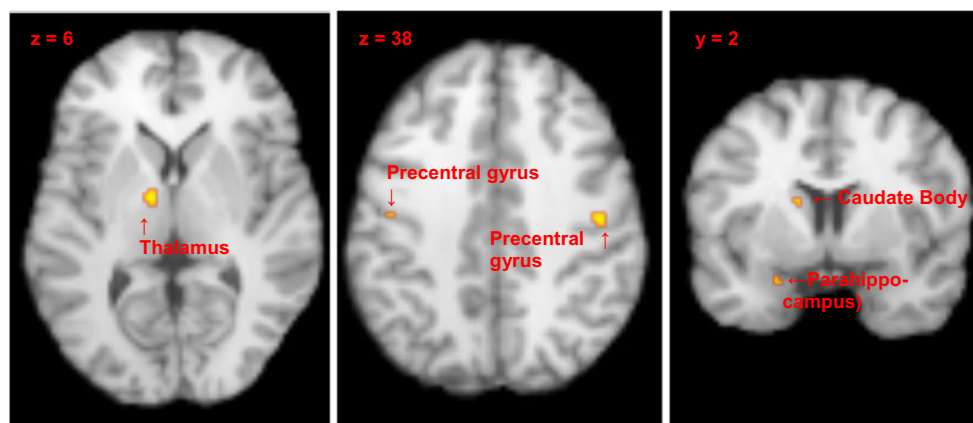 z = 6
↑
Thalamus
z = 38
Precentral gyrus
↓
Precentral ↑
gyrus
y = 2
← Caudate Body
← Parahippo-
campus)